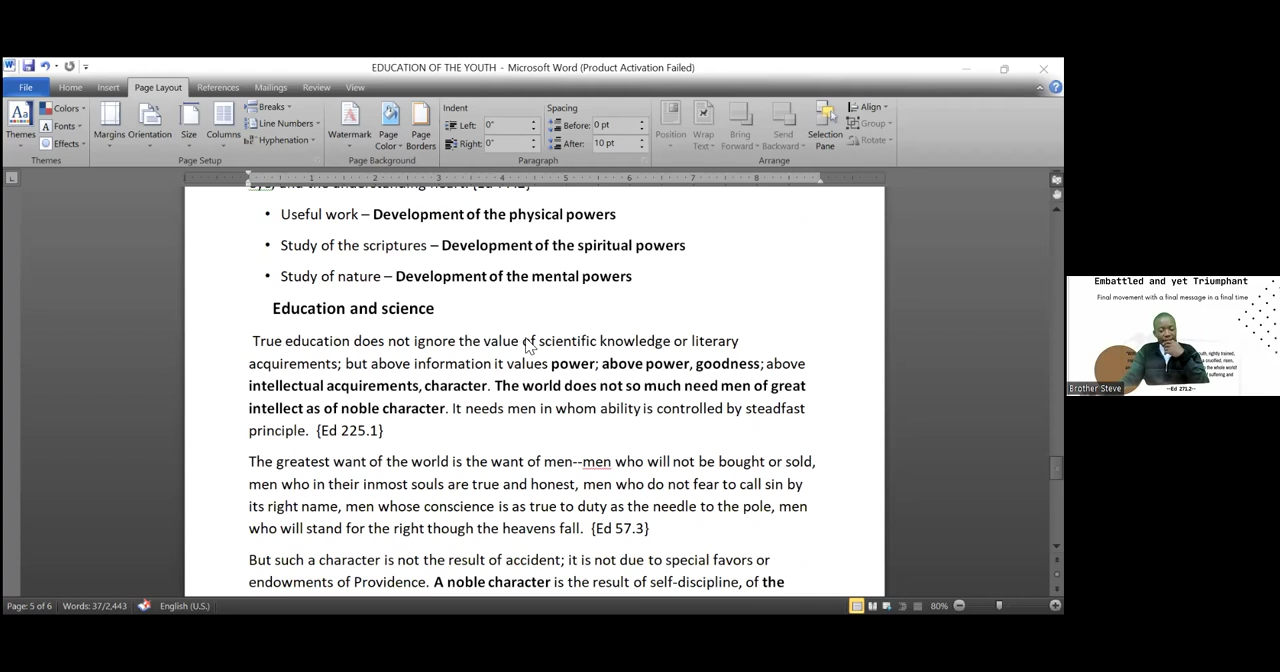 EDUCATION OF THE YOUTH - Microsoft Word (Product Activation Failed)
File Home Insert Page Layout References Mailings Review View
Themes Colors Fonts Effects Themes
Margins Orientation Size Columns Breaks Line Numbers Hyphenation Page Setup
Watermark Page Color Page Borders Page Background
Indent Left: 0" Right: 0" Spacing Before: 0 pt After: 10 pt Paragraph
Position Wrap Text Bring Forward Send Backward Selection Pane Align Group Rotate Arrange
1 2 3 4 5 6 7 8
• Useful work – Development of the physical powers
• Study of the scriptures – Development of the spiritual powers
• Study of nature – Development of the mental powers
Education and science
True education does not ignore the value of scientific knowledge or literary
acquirements; but above information it values power; above power, goodness; above
intellectual acquirements, character. The world does not so much need men of great
intellect as of noble character. It needs men in whom ability is controlled by steadfast
principle. {Ed 225.1}
The greatest want of the world is the want of men--men who will not be bought or sold,
men who in their inmost souls are true and honest, men who do not fear to call sin by
its right name, men whose conscience is as true to duty as the needle to the pole, men
who will stand for the right though the heavens fall. {Ed 57.3}
But such a character is not the result of accident; it is not due to special favors or
endowments of Providence. A noble character is the result of self-discipline, of the
Page: 5 of 6 Words: 37/2,443 English (U.S.) 80%
Embattled and yet Triumphant
Final movement with a final message in a final time
Brother Steve
--Ed 271.2--